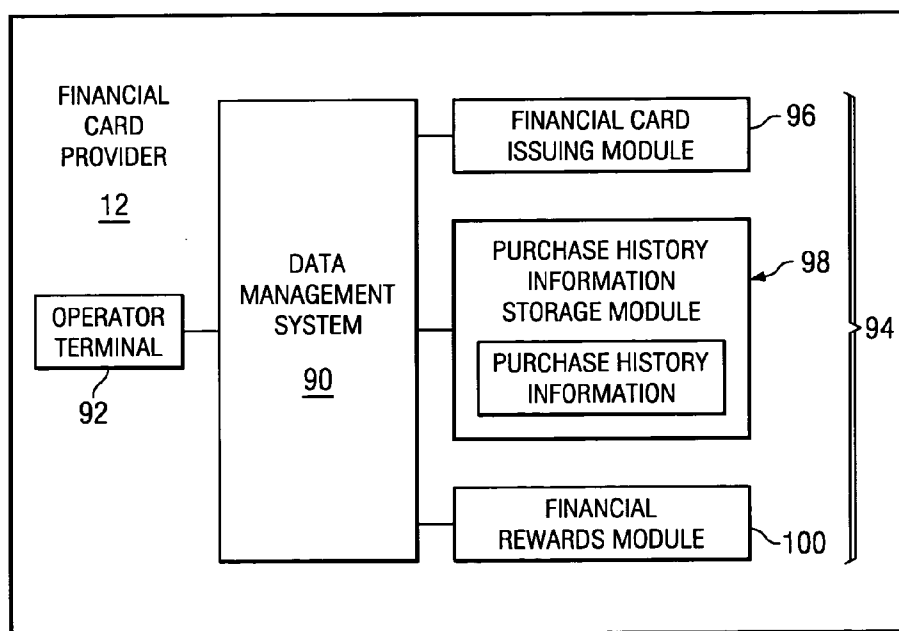 FINANCIAL
CARD
PROVIDER
12
OPERATOR
TERMINAL
92
DATA
MANAGEMENT
SYSTEM
90
FINANCIAL CARD
ISSUING MODULE
96
PURCHASE HISTORY
INFORMATION
STORAGE MODULE
98
PURCHASE HISTORY
INFORMATION
FINANCIAL
REWARDS MODULE
100
94